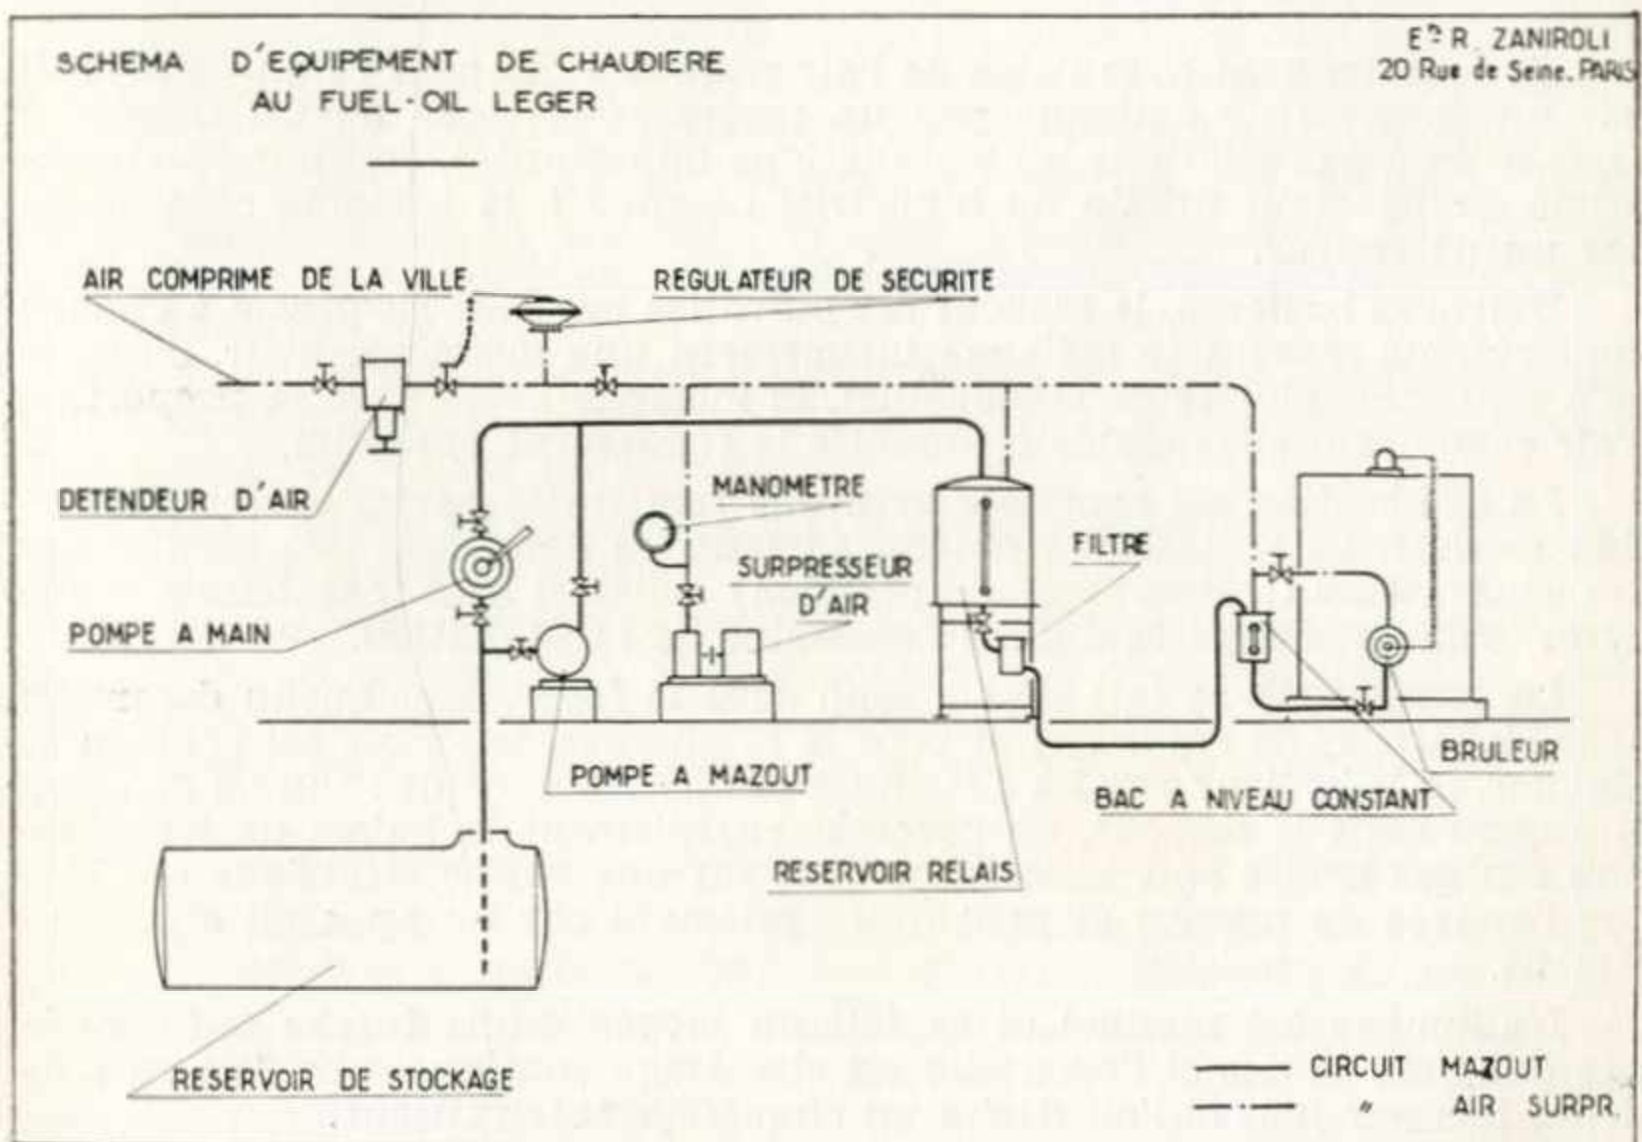 SCHEMA D'EQUIPEMENT DE CHAUDIERE
AU FUEL-OIL LEGER
Ets R. ZANIROLI
20 Rue de Seine. PARIS
AIR COMPRIME DE LA VILLE
REGULATEUR DE SECURITE
DETENDEUR D'AIR
MANOMETRE
FILTRE
SURPRESSEUR
D'AIR
POMPE A MAIN
POMPE A MAZOUT
BRULEUR
BAC A NIVEAU CONSTANT
RESERVOIR RELAIS
RESERVOIR DE STOCKAGE
CIRCUIT MAZOUT
" AIR SURPR.